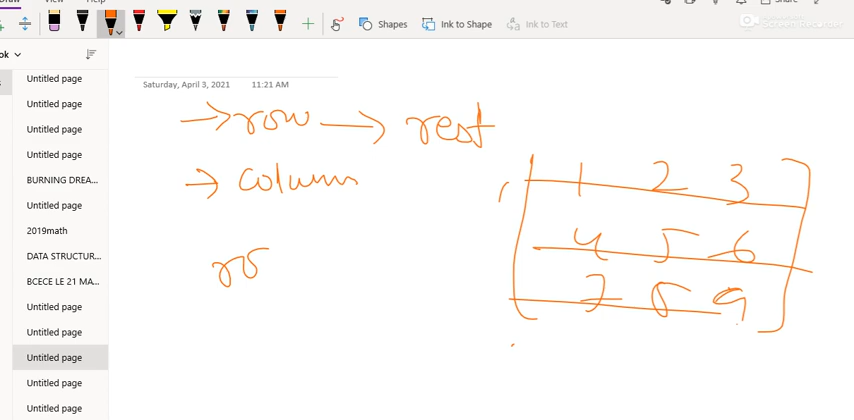 Draw
Help
Share
Shapes
Ink to Shape
Ink to Text
Screen Recorder
ok
Untitled page
Untitled page
Untitled page
Untitled page
BURNING DREA...
Untitled page
2019math
DATA STRUCTUR...
BCECE LE 21 MA...
Untitled page
Untitled page
Untitled page
Untitled page
Untitled page
Saturday, April 3, 2021 11:21 AM
→ row → rest
→ column
1 2 3
4 5 6
7 8 9